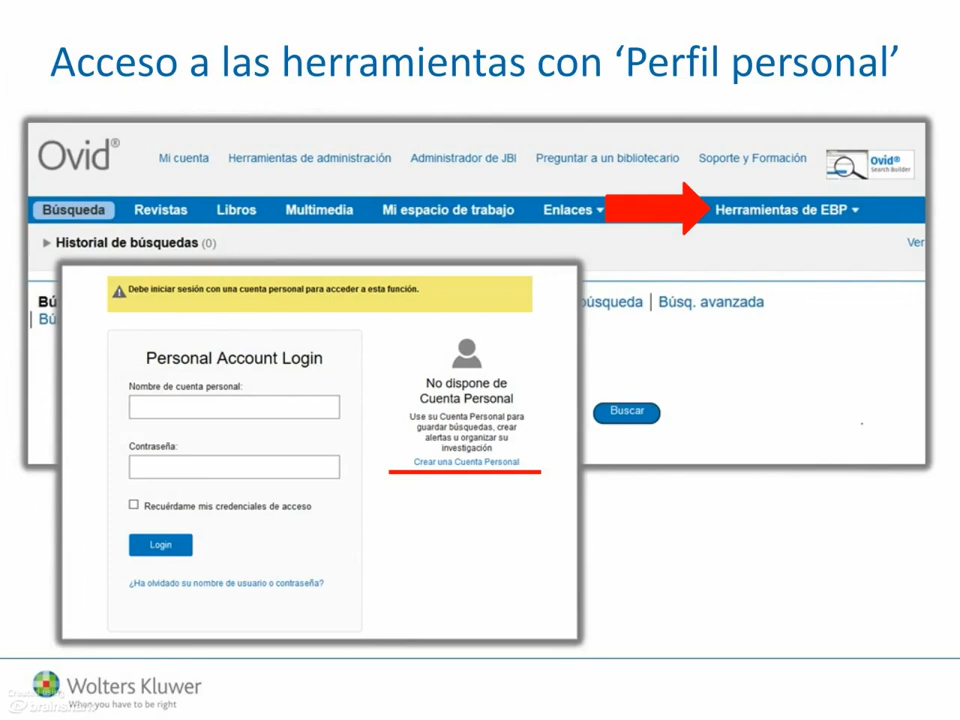 Acceso a las herramientas con ‘Perfil personal’
Ovid®
Mi cuenta Herramientas de administración Administrador de JBI Preguntar a un bibliotecario Soporte y Formación
Ovid®
Search Builder
Búsqueda Revistas Libros Multimedia Mi espacio de trabajo Enlaces Herramientas de EBP
Historial de búsquedas (0)
Ver
Bú
búsqueda | Búsq. avanzada
| Bú
Buscar
Debe iniciar sesión con una cuenta personal para acceder a esta función.
Personal Account Login
Nombre de cuenta personal:
Contraseña:
Recuérdame mis credenciales de acceso
Login
¿Ha olvidado su nombre de usuario o contraseña?
No dispone de
Cuenta Personal
Use su Cuenta Personal para
guardar búsquedas, crear
alertas u organizar su
investigación
Crear una Cuenta Personal
Wolters Kluwer
When you have to be right
Created using
brainshark